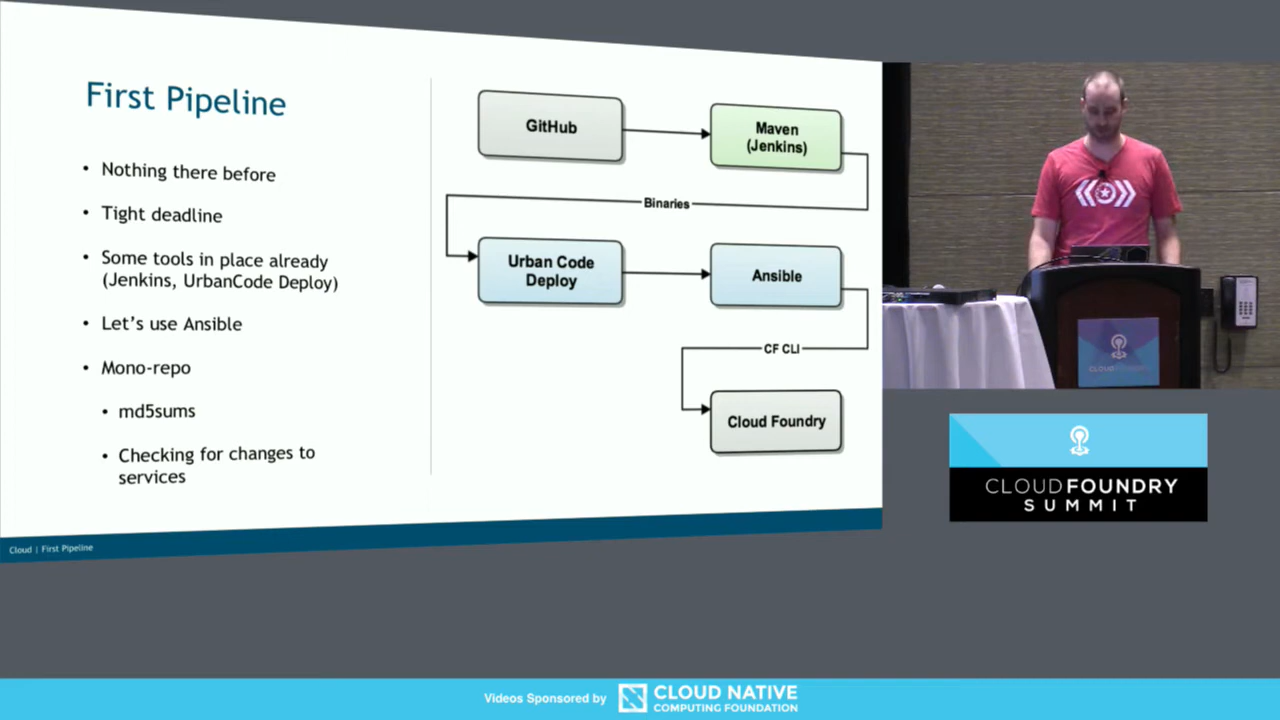 First Pipeline
• Nothing there before
• Tight deadline
• Some tools in place already
(Jenkins, UrbanCode Deploy)
• Let's use Ansible
• Mono-repo
• md5sums
• Checking for changes to
services
GitHub
Maven
(Jenkins)
Binaries
Urban Code
Deploy
Ansible
CF CLI
Cloud Foundry
Cloud | First Pipeline
CLOUD FOUNDRY
CLOUDFOUNDRY
SUMMIT
Videos Sponsored by
CLOUD NATIVE
COMPUTING FOUNDATION